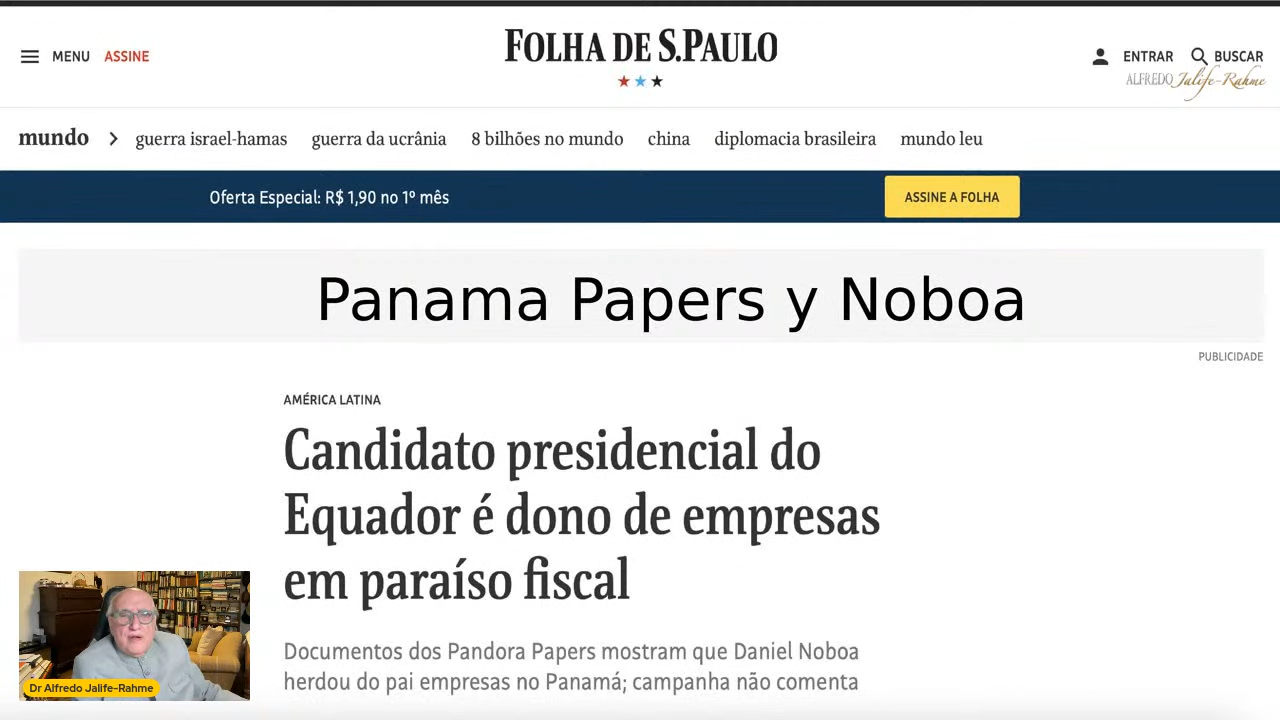 FOLHA DE S.PAULO
MENU ASSINE
ENTRAR BUSCAR
ALFREDO Jalife-Rahme
mundo guerra israel-hamas guerra da ucrânia 8 bilhões no mundo china diplomacia brasileira mundo leu
Oferta Especial: R$ 1,90 no 1º mês ASSINE A FOLHA
Panama Papers y Noboa
PUBLICIDADE
AMÉRICA LATINA
Candidato presidencial do
Equador é dono de empresas
em paraíso fiscal
Documentos dos Pandora Papers mostram que Daniel Noboa
herdou do pai empresas no Panamá; campanha não comenta
Dr Alfredo Jalife-Rahme